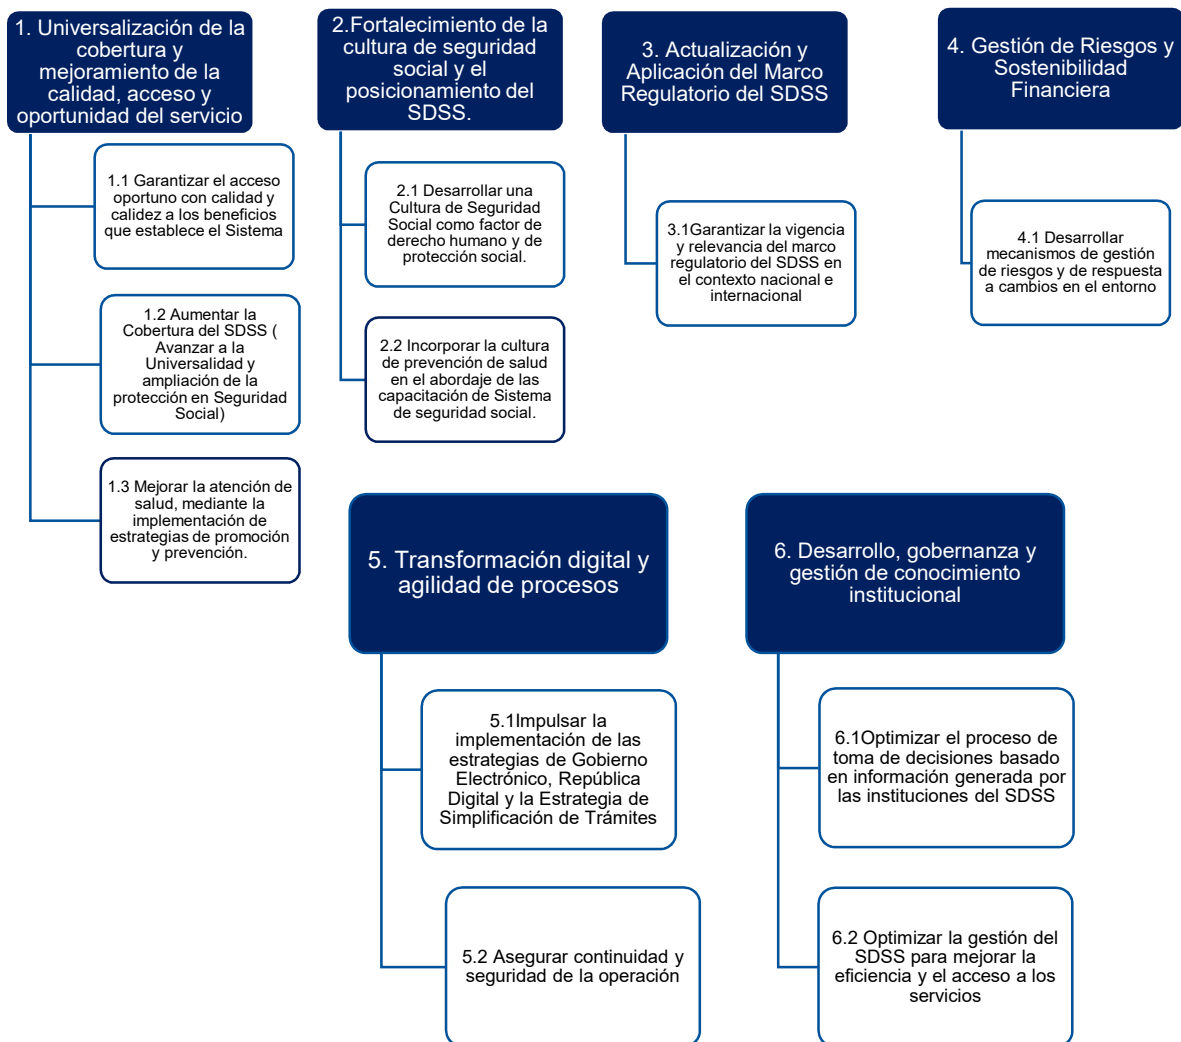 1. Universalización de la
cobertura y
mejoramiento de la
calidad, acceso y
oportunidad del servicio
1.1 Garantizar el acceso
oportuno con calidad y
calidez a los beneficios
que establece el Sistema
1.2 Aumentar la
Cobertura del SDSS (
Avanzar a la
Universalidad y
ampliación de la
protección en Seguridad
Social)
1.3 Mejorar la atención de
salud, mediante la
implementación de
estrategias de promoción
y prevención.
2.Fortalecimiento de la
cultura de seguridad
social y el
posicionamiento del
SDSS.
2.1 Desarrollar una
Cultura de Seguridad
Social como factor de
derecho humano y de
protección social.
2.2 Incorporar la cultura
de prevención de salud
en el abordaje de las
capacitación de Sistema
de seguridad social.
3. Actualización y
Aplicación del Marco
Regulatorio del SDSS
3.1Garantizar la vigencia
y relevancia del marco
regulatorio del SDSS en
el contexto nacional e
internacional
4. Gestión de Riesgos y
Sostenibilidad
Financiera
4.1 Desarrollar
mecanismos de gestión
de riesgos y de respuesta
a cambios en el entorno
5. Transformación digital y
agilidad de procesos
5.1Impulsar la
implementación de las
estrategias de Gobierno
Electrónico, República
Digital y la Estrategia de
Simplificación de Trámites
5.2 Asegurar continuidad y
seguridad de la operación
6. Desarrollo, gobernanza y
gestión de conocimiento
institucional
6.1Optimizar el proceso de
toma de decisiones basado
en información generada por
las instituciones del SDSS
6.2 Optimizar la gestión del
SDSS para mejorar la
eficiencia y el acceso a los
servicios